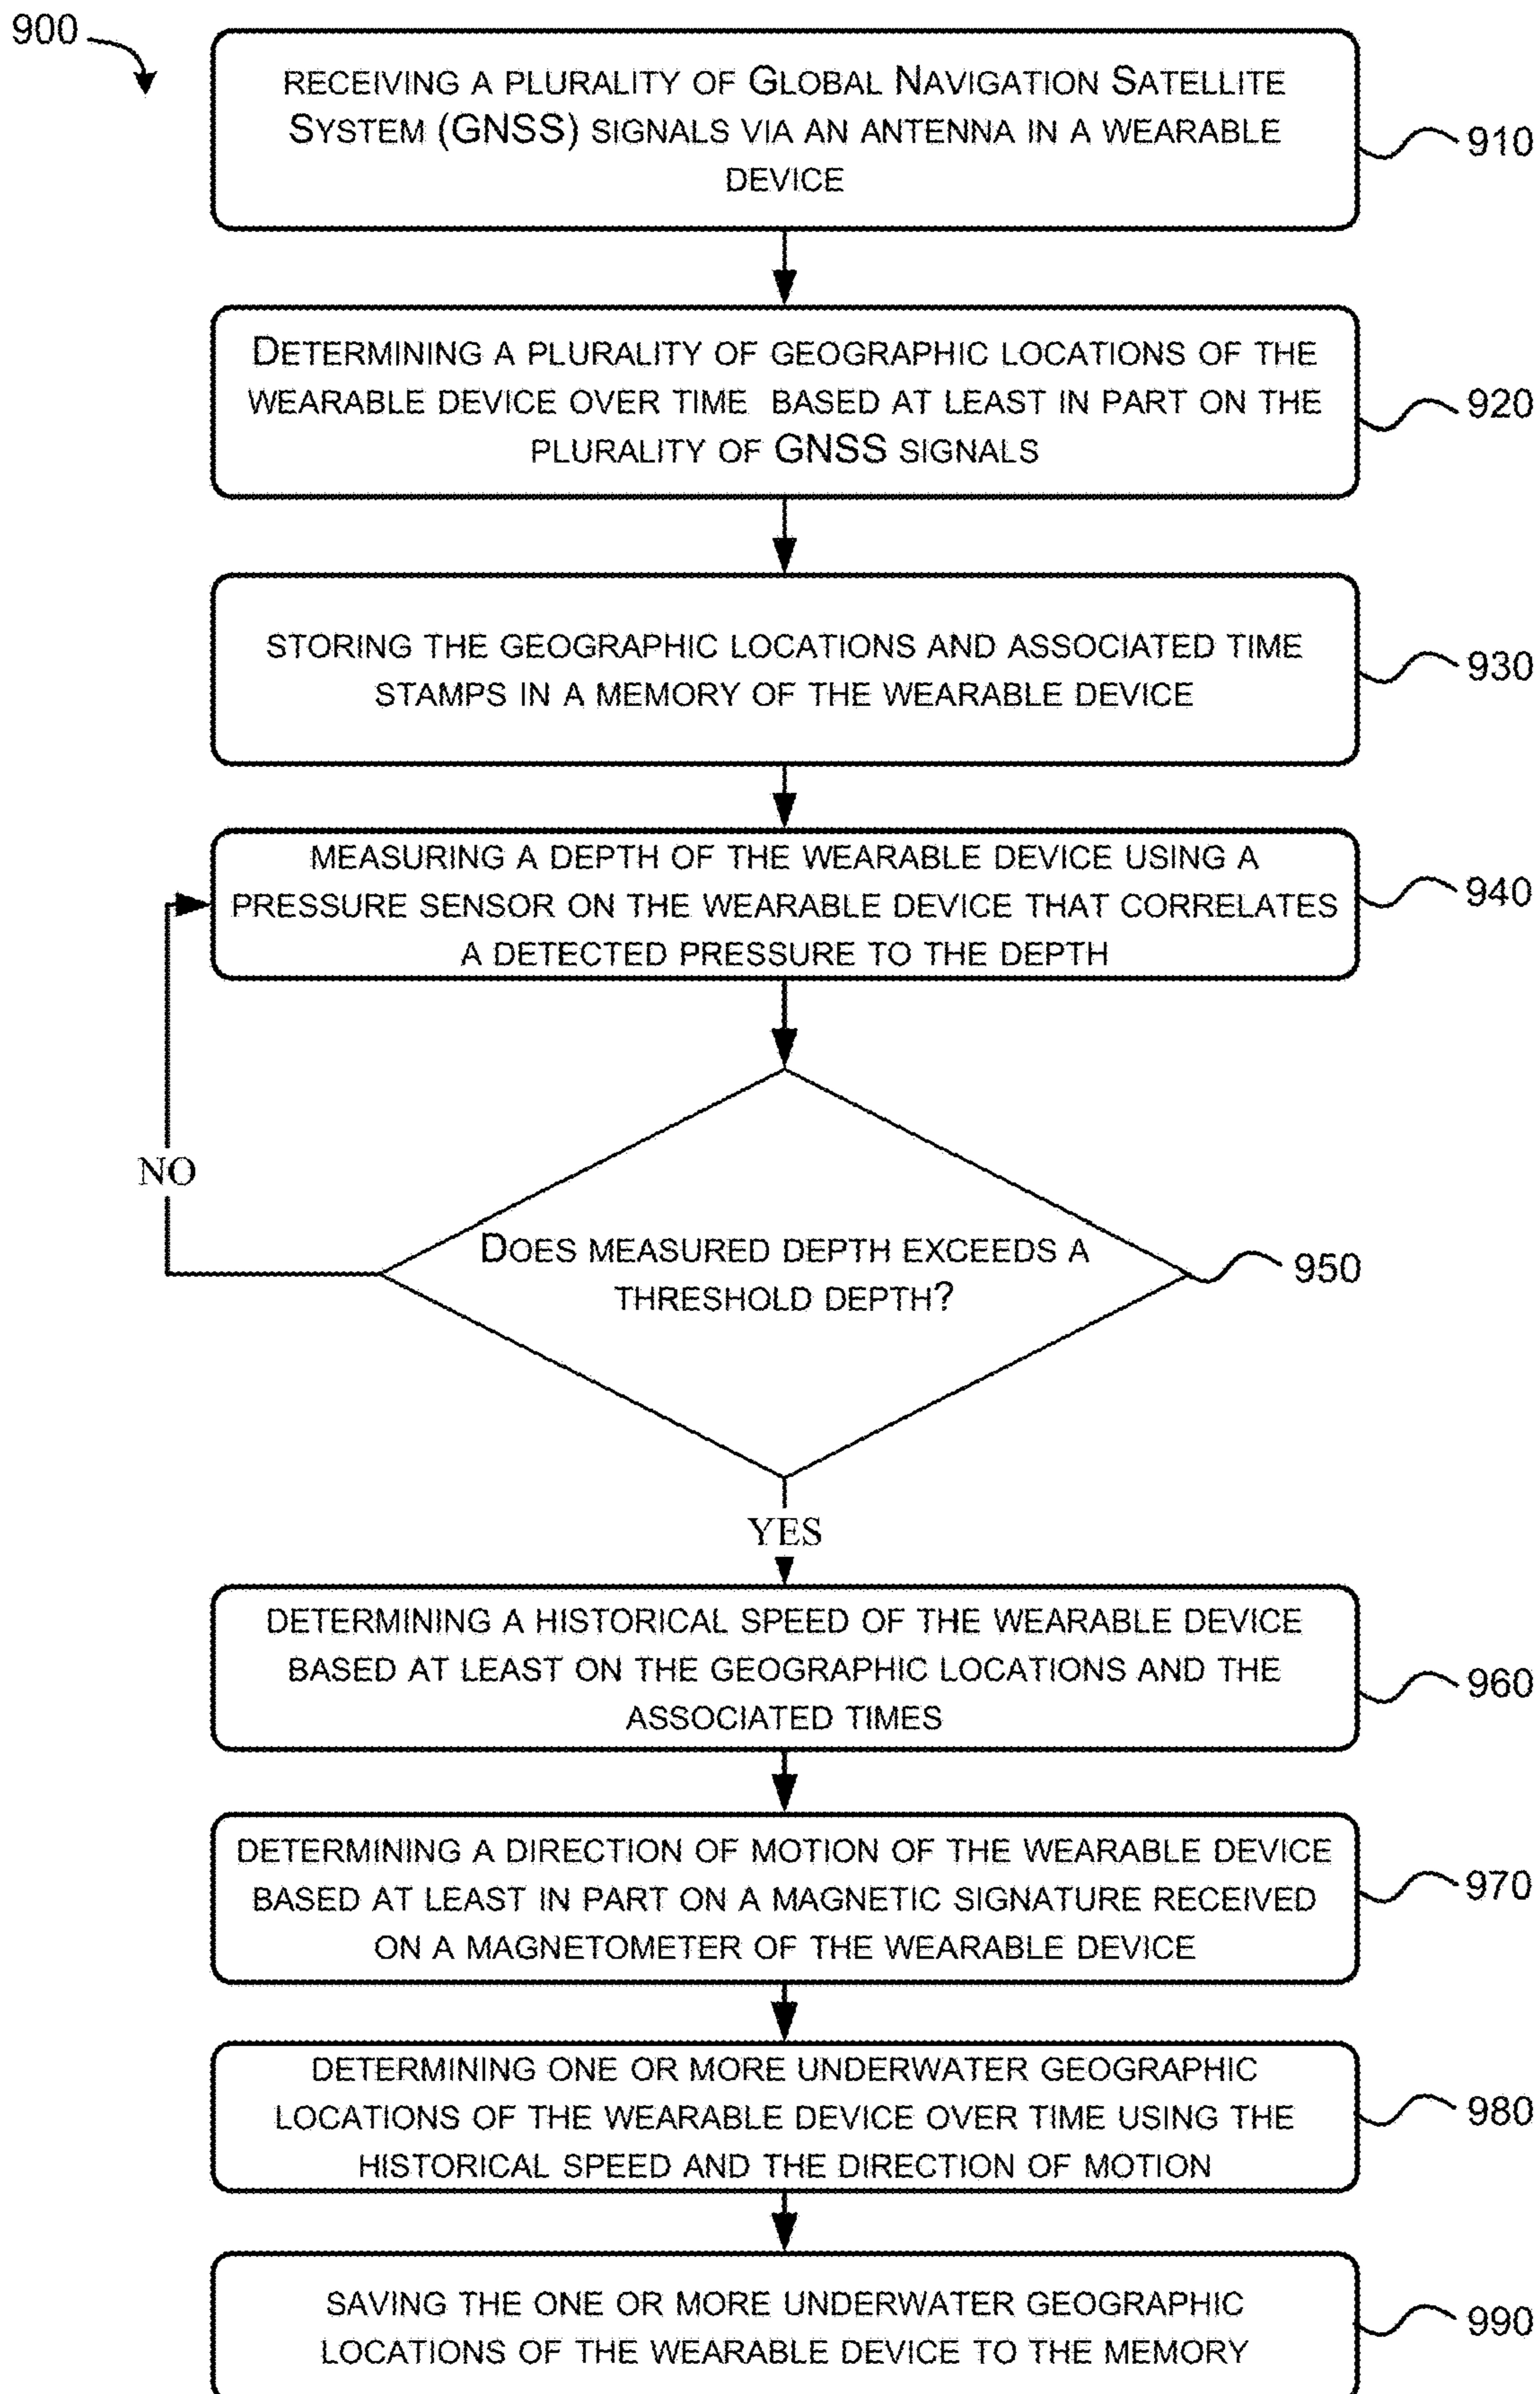 900
RECEIVING A PLURALITY OF GLOBAL NAVIGATION SATELLITE
SYSTEM (GNSS) SIGNALS VIA AN ANTENNA IN A WEARABLE
DEVICE
910
DETERMINING A PLURALITY OF GEOGRAPHIC LOCATIONS OF THE
WEARABLE DEVICE OVER TIME BASED AT LEAST IN PART ON THE
PLURALITY OF GNSS SIGNALS
920
STORING THE GEOGRAPHIC LOCATIONS AND ASSOCIATED TIME
STAMPS IN A MEMORY OF THE WEARABLE DEVICE
930
MEASURING A DEPTH OF THE WEARABLE DEVICE USING A
PRESSURE SENSOR ON THE WEARABLE DEVICE THAT CORRELATES
A DETECTED PRESSURE TO THE DEPTH
940
NO
DOES MEASURED DEPTH EXCEEDS A
THRESHOLD DEPTH?
950
YES
DETERMINING A HISTORICAL SPEED OF THE WEARABLE DEVICE
BASED AT LEAST ON THE GEOGRAPHIC LOCATIONS AND THE
ASSOCIATED TIMES
960
DETERMINING A DIRECTION OF MOTION OF THE WEARABLE DEVICE
BASED AT LEAST IN PART ON A MAGNETIC SIGNATURE RECEIVED
ON A MAGNETOMETER OF THE WEARABLE DEVICE
970
DETERMINING ONE OR MORE UNDERWATER GEOGRAPHIC
LOCATIONS OF THE WEARABLE DEVICE OVER TIME USING THE
HISTORICAL SPEED AND THE DIRECTION OF MOTION
980
SAVING THE ONE OR MORE UNDERWATER GEOGRAPHIC
LOCATIONS OF THE WEARABLE DEVICE TO THE MEMORY
990